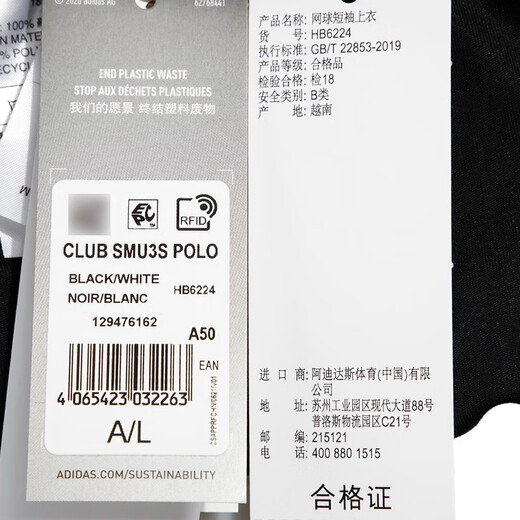 © 2020 adidas AG
62768441
END PLASTIC WASTE
STOP AUX DÉCHETS PLASTIQUES
我们的愿景 终结塑料废物
EPC
RFID
CLUB SMU3S POLO
BLACK/WHITE
NOIR/BLANC
HB6224
129476162
A50
EAN
4 065423 032263
A/L
ADIDAS.COM/SUSTAINABILITY
产品名称：网球短袖上衣
货 号：HB6224
执行标准：GB/T 22853-2019
产品等级：合格品
检验合格：检18
安全类别：B类
产 地：越南
进 口 商：阿迪达斯体育(中国)有限
公司
地 址：苏州工业园区现代大道88号
普洛斯物流园区C21号
邮 编：215121
电 话：400 880 1515
合格证